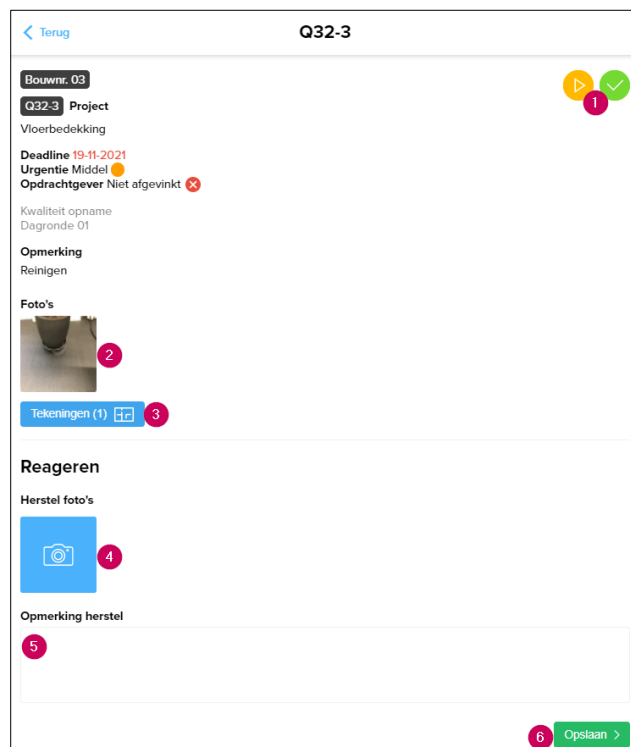 Terug
Q32-3
Bouwnr. 03
1
Q32-3 Project
Vloerbedekking
Deadline 19-11-2021
Urgentie Middel
Opdrachtgever Niet afgevinkt
Kwaliteit opname
Dagronde 01
Opmerking
Reinigen
Foto's
2
Tekeningen (1) 3
Reageren
Herstel foto's
4
Opmerking herstel
5
6 Opslaan